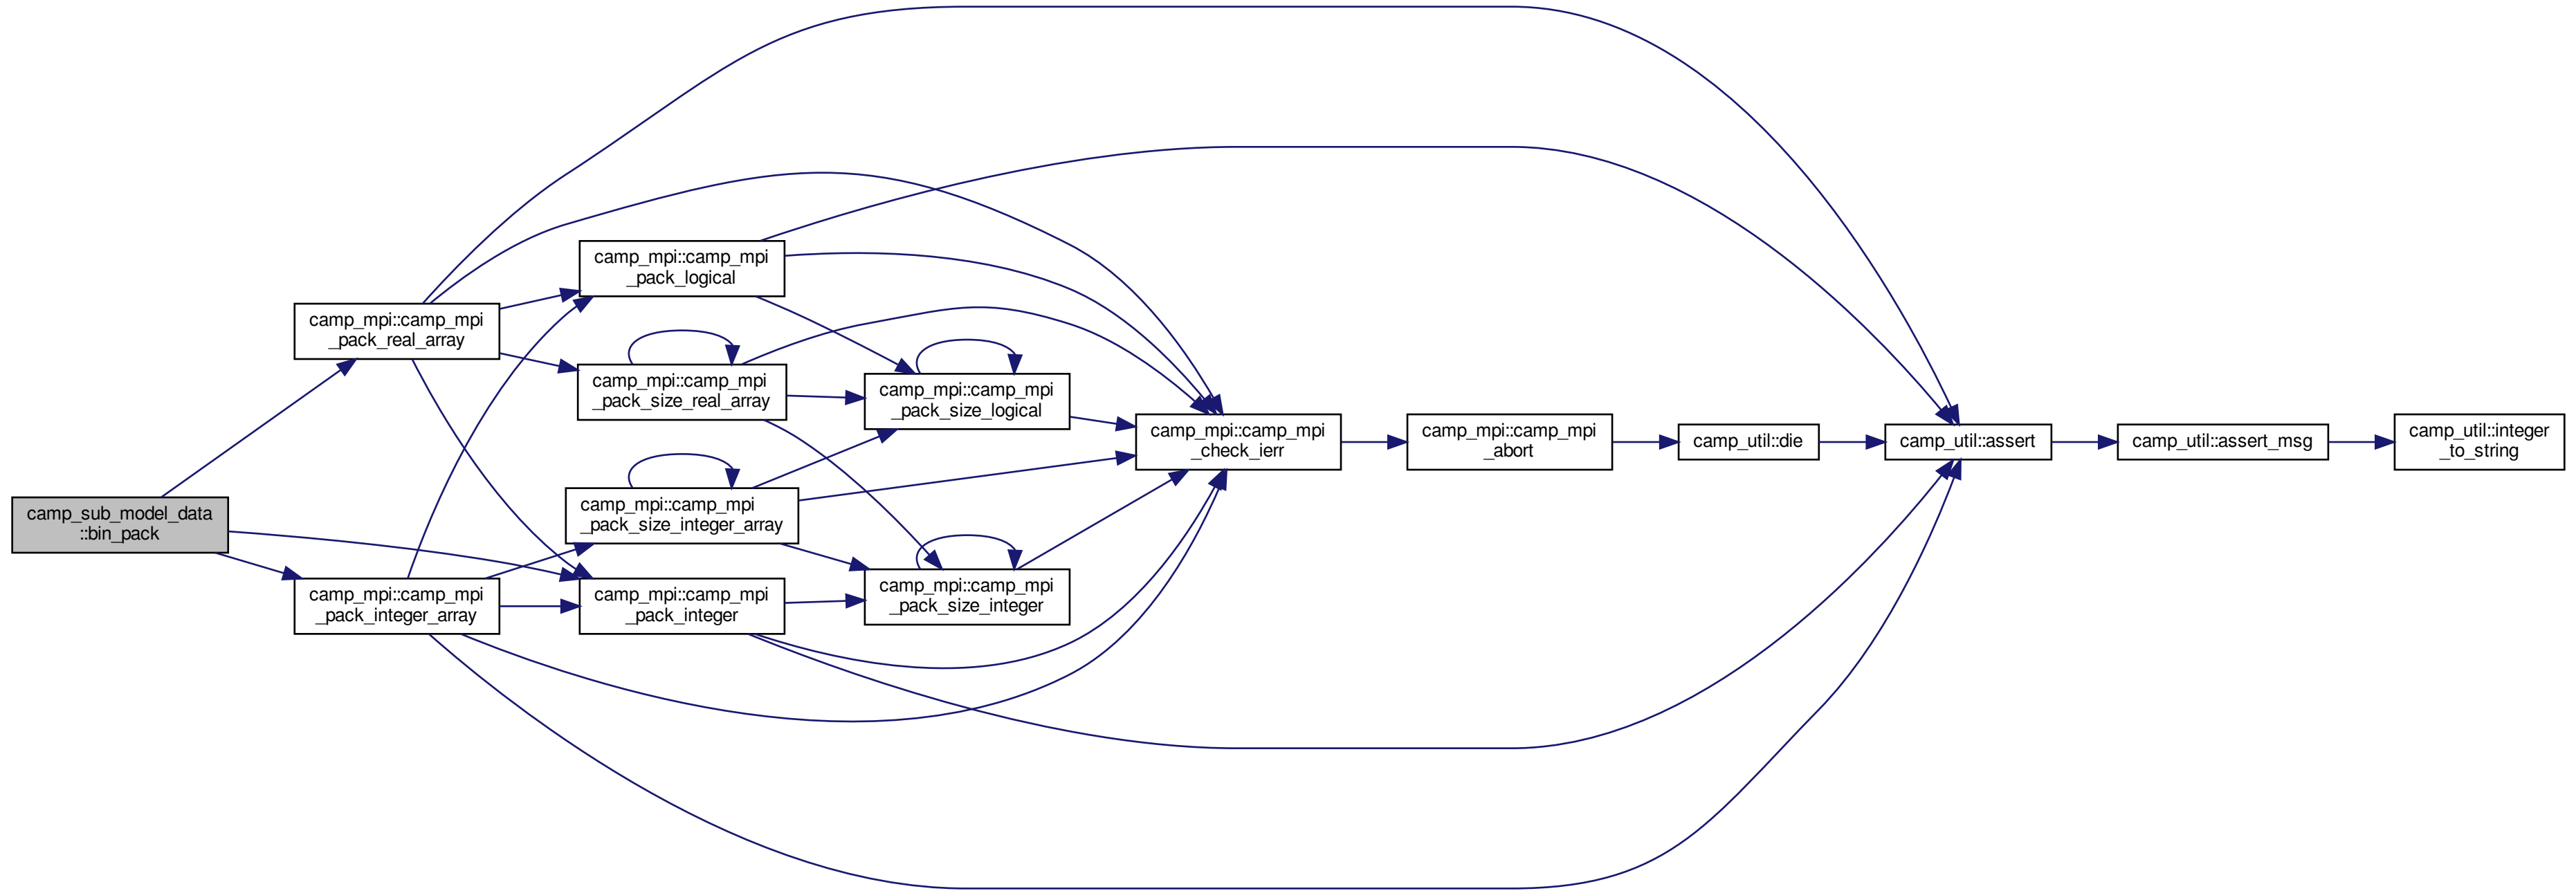 camp_sub_model_data
::bin_pack
camp_mpi::camp_mpi
_pack_real_array
camp_mpi::camp_mpi
_pack_integer_array
camp_mpi::camp_mpi
_pack_logical
camp_mpi::camp_mpi
_pack_size_real_array
camp_mpi::camp_mpi
_pack_size_integer_array
camp_mpi::camp_mpi
_pack_integer
camp_mpi::camp_mpi
_pack_size_logical
camp_mpi::camp_mpi
_pack_size_integer
camp_mpi::camp_mpi
_check_ierr
camp_mpi::camp_mpi
_abort
camp_util::die
camp_util::assert
camp_util::assert_msg
camp_util::integer
_to_string